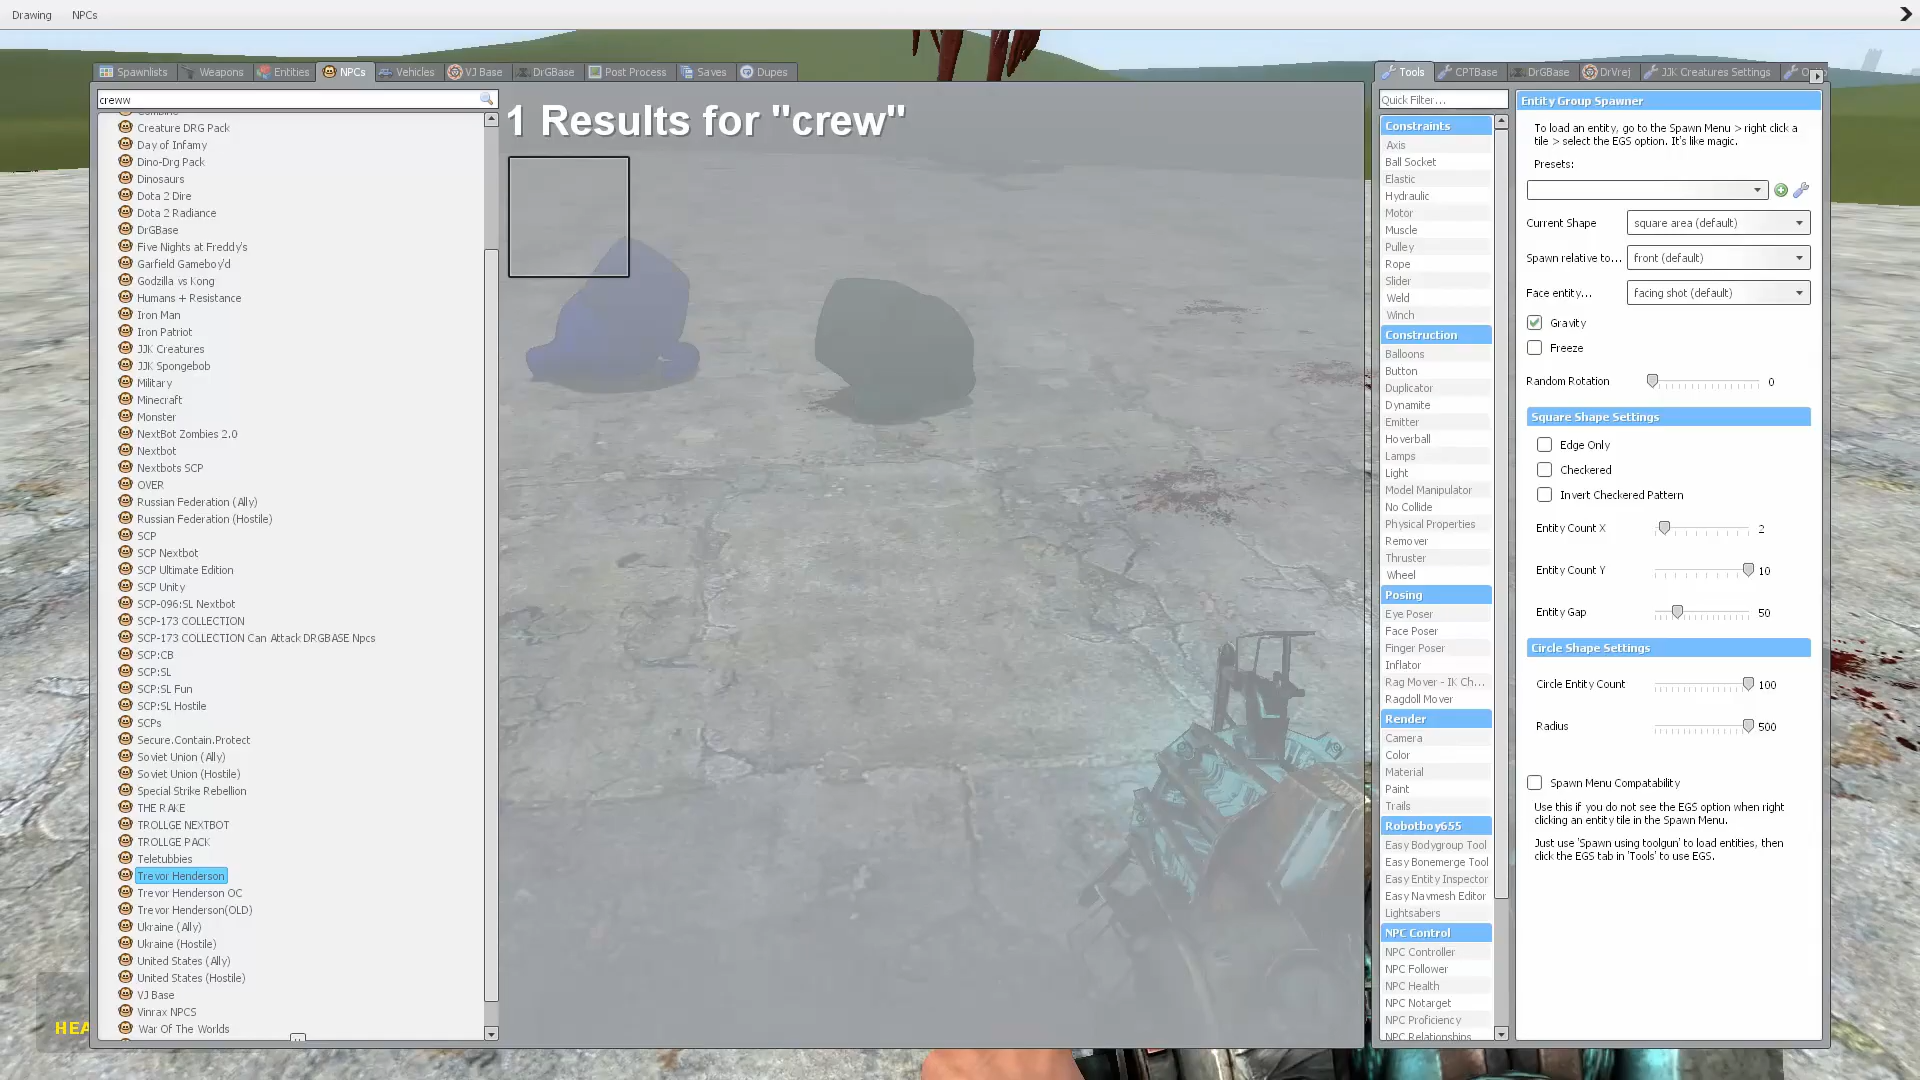 Drawing NPCs
Spawnlists Weapons Entities NPCs Vehicles VJ Base DrGBase Post Process Saves Dupes
creww
Creature DRG Pack
Day of Infamy
Dino-Drg Pack
Dinosaurs
Dota 2 Dire
Dota 2 Radiance
DrGBase
Five Nights at Freddy's
Garfield Gameboy'd
Godzilla vs Kong
Humans + Resistance
Iron Man
Iron Patriot
JJK Creatures
JJK Spongebob
Military
Minecraft
Monster
NextBot Zombies 2.0
Nextbot
Nextbots SCP
OVER
Russian Federation (Ally)
Russian Federation (Hostile)
SCP
SCP Nextbot
SCP Ultimate Edition
SCP Unity
SCP-096:SL Nextbot
SCP-173 COLLECTION
SCP-173 COLLECTION Can Attack DRGBASE Npcs
SCP:CB
SCP:SL
SCP:SL Fun
SCP:SL Hostile
SCPs
Secure.Contain.Protect
Soviet Union (Ally)
Soviet Union (Hostile)
Special Strike Rebellion
THE RAKE
TROLLGE NEXTBOT
TROLLGE PACK
Teletubbies
Trevor Henderson
Trevor Henderson OC
Trevor Henderson(OLD)
Ukraine (Ally)
Ukraine (Hostile)
United States (Ally)
United States (Hostile)
VJ Base
Vinrax NPCS
War Of The Worlds
HEA
1 Results for "crew"
Tools CPTBase DrGBase DrVrej JJK Creatures Settings
Quick Filter...
Constraints
Axis
Ball Socket
Elastic
Hydraulic
Motor
Muscle
Pulley
Rope
Slider
Weld
Winch
Construction
Balloons
Button
Duplicator
Dynamite
Emitter
Hoverball
Lamps
Light
Model Manipulator
No Collide
Physical Properties
Remover
Thruster
Wheel
Posing
Eye Poser
Face Poser
Finger Poser
Inflator
Rag Mover - IK Ch...
Ragdoll Mover
Render
Camera
Color
Material
Paint
Trails
Robotboy655
Easy Bodygroup Tool
Easy Bonemerge Tool
Easy Entity Inspector
Easy Navmesh Editor
Lightsabers
NPC Control
NPC Controller
NPC Follower
NPC Health
NPC Notarget
NPC Proficiency
NPC Relationships
Entity Group Spawner
To load an entity, go to the Spawn Menu > right click a
tile > select the EGS option. It's like magic.
Presets:
Current Shape square area (default)
Spawn relative to... front (default)
Face entity... facing shot (default)
Gravity
Freeze
Random Rotation 0
Square Shape Settings
Edge Only
Checkered
Invert Checkered Pattern
Entity Count X 2
Entity Count Y 10
Entity Gap 50
Circle Shape Settings
Circle Entity Count 100
Radius 500
Spawn Menu Compatability
Use this if you do not see the EGS option when right
clicking an entity tile in the Spawn Menu.
Just use 'Spawn using toolgun' to load entities, then
click the EGS tab in 'Tools' to use EGS.